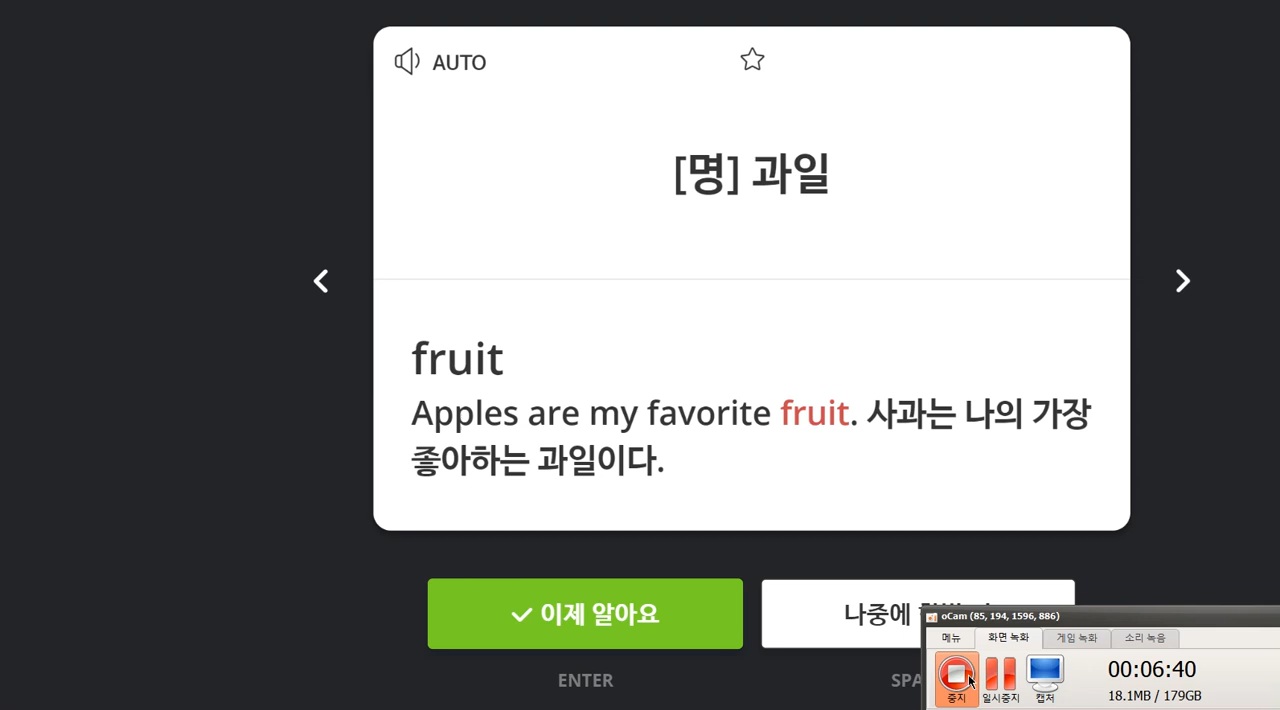 AUTO
[명] 과일
fruit
Apples are my favorite fruit. 사과는 나의 가장
좋아하는 과일이다.
이제 알아요
나중에
ENTER
SPA
oCam (85, 194, 1596, 886)
메뉴
화면 녹화
게임 녹화
소리 녹음
중지
일시중지
캡처
00:06:40
18.1MB / 179GB